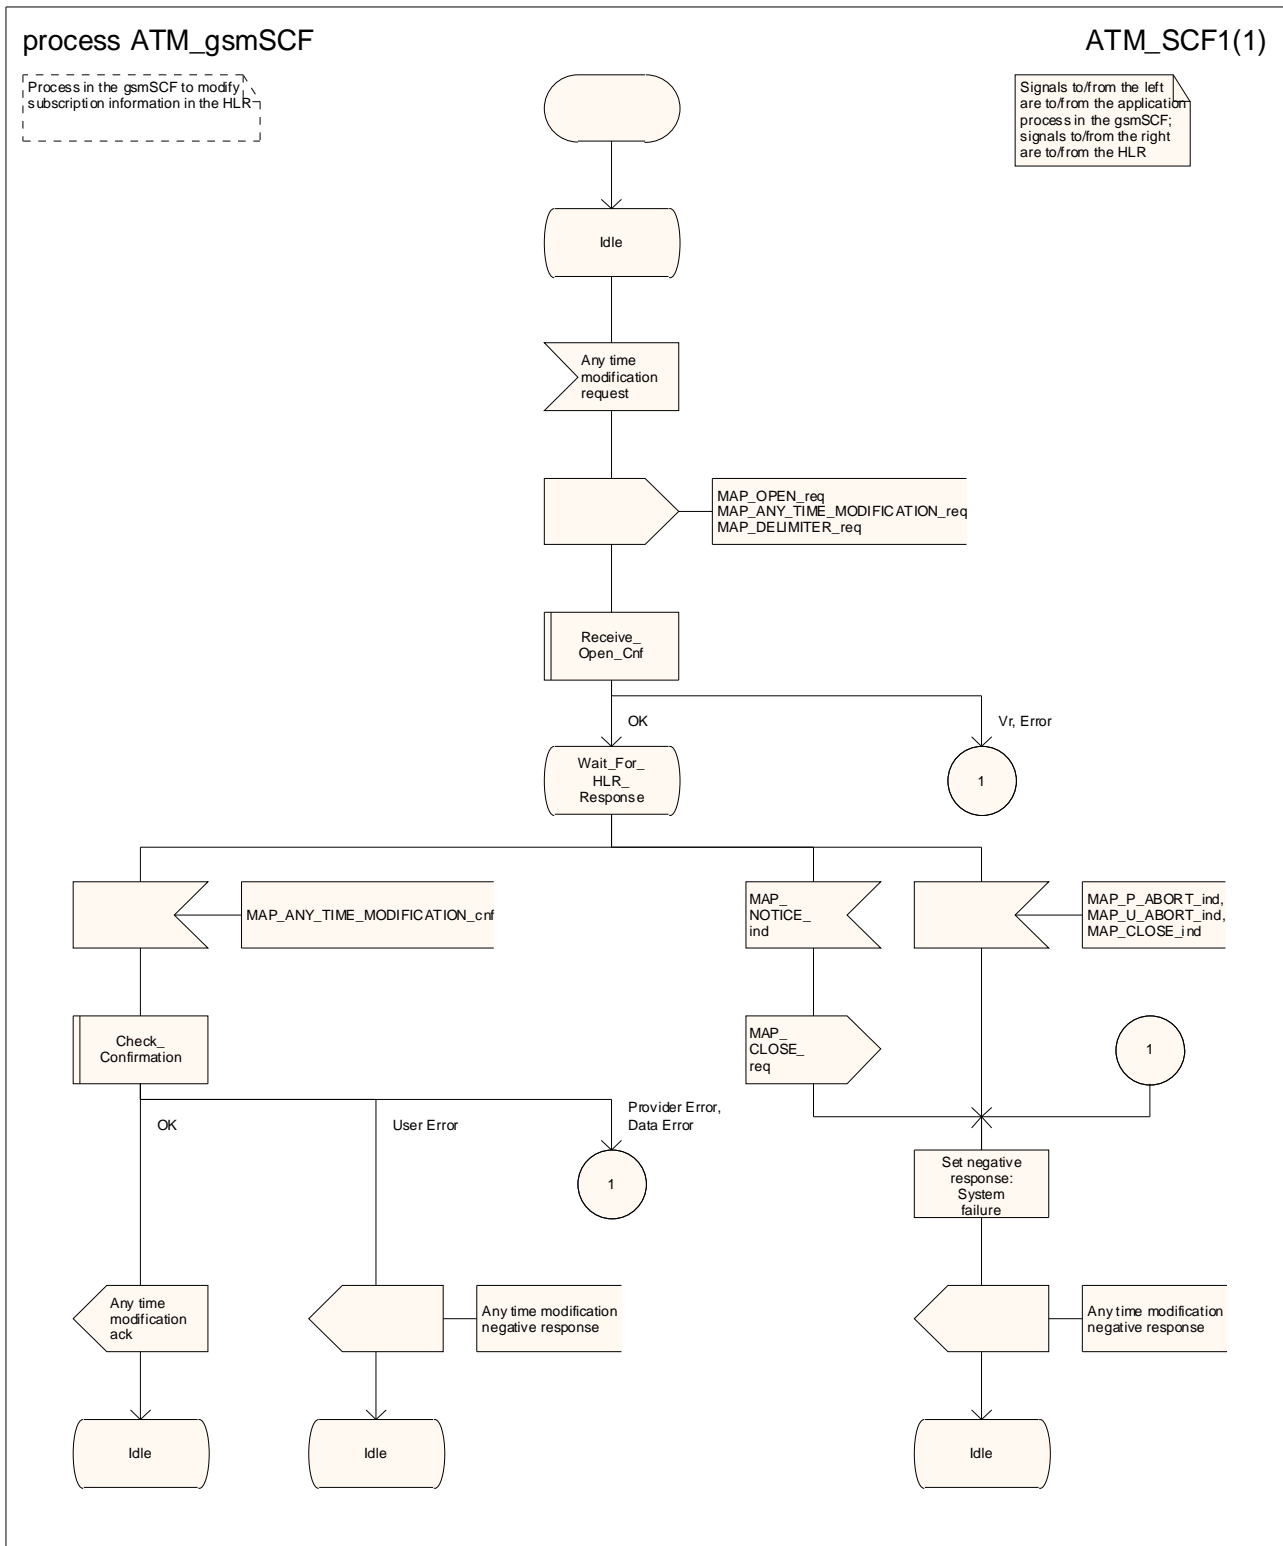 process ATM_gsmSCF
ATM_SCF1(1)
Process in the gsmSCF to modify
subscription information in the HLR
Signals to/from the left
are to/from the application
process in the gsmSCF;
signals to/from the right
are to/from the HLR
Idle
Any time
modification
request
MAP_OPEN_req
MAP_ANY_TIME_MODIFICATION_req
MAP_DELIMITER_req
Receive_
Open_Cnf
OK
Vr, Error
Wait_For_
HLR_
Response
1
MAP_ANY_TIME_MODIFICATION_cnf
MAP_
NOTICE_
ind
MAP_P_ABORT_ind,
MAP_U_ABORT_ind,
MAP_CLOSE_ind
Check_
Confirmation
MAP_
CLOSE_
req
1
OK
User Error
Provider Error,
Data Error
1
Set negative
response:
System
failure
Any time
modification
ack
Any time modification
negative response
Any time modification
negative response
Idle
Idle
Idle